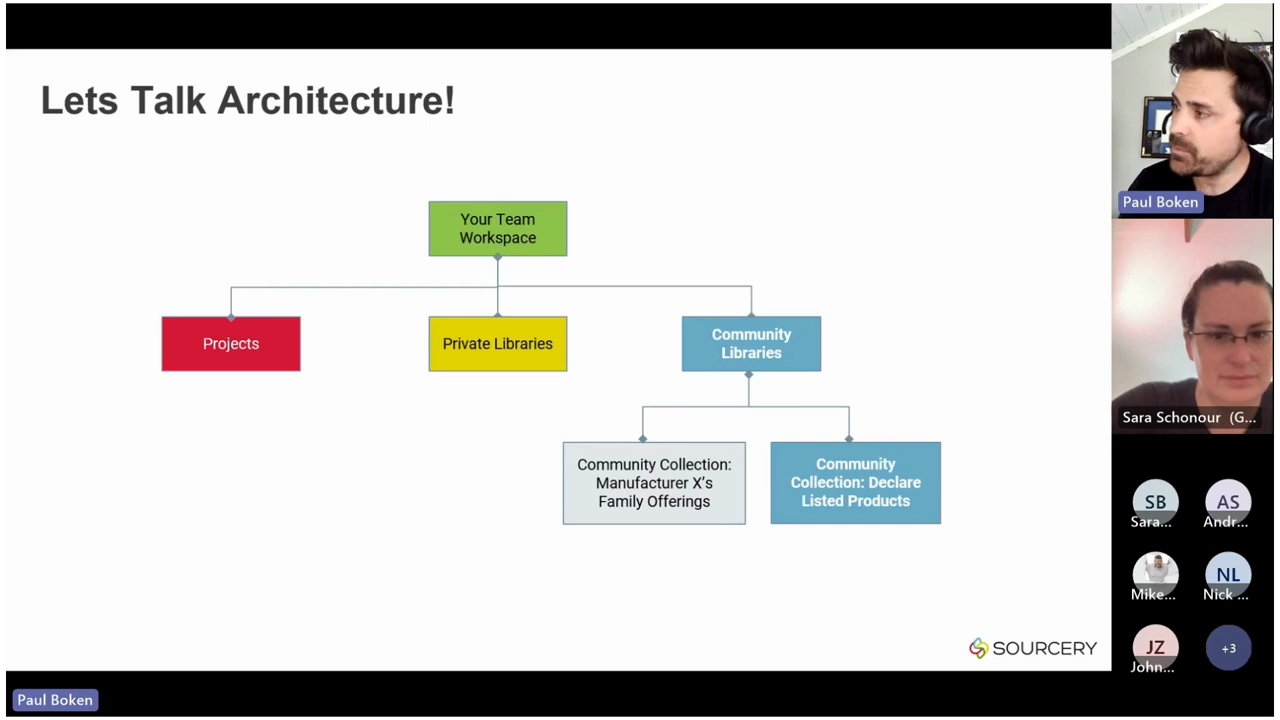 Lets Talk Architecture!
Your Team
Workspace
Projects
Private Libraries
Community
Libraries
Community Collection:
Manufacturer X's
Family Offerings
Community
Collection: Declare
Listed Products
SOURCERY
Paul Boken
Paul Boken
Sara Schonour (G...
SB
Sara...
AS
Andr...
Mike...
NL
Nick ...
JZ
John...
+3